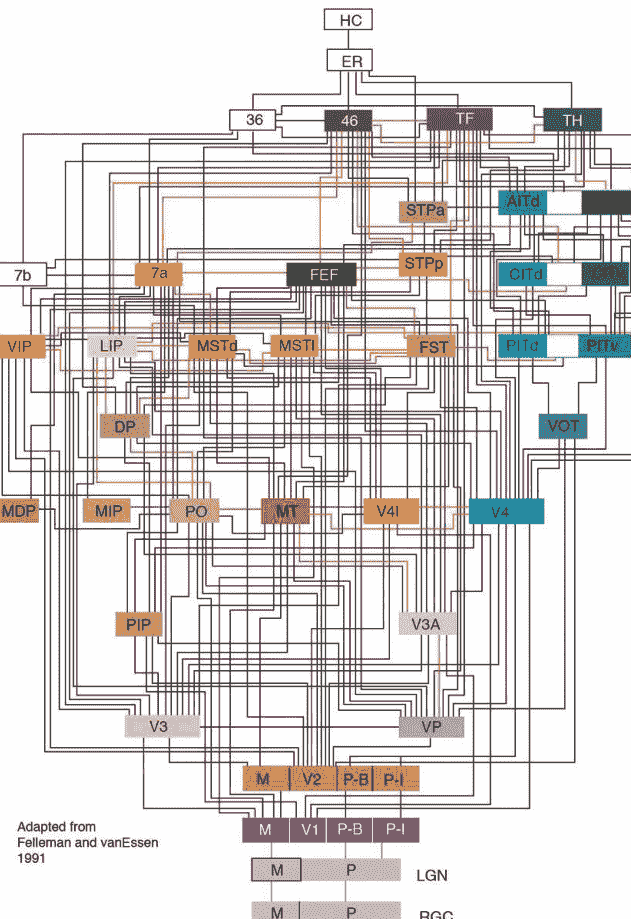 HC
ER
36 46 TF TH
STPa AITd
7b 7a FEF STPp CITd
VIP LIP MSTd MSTl FST PITd PITv
DP VOT
MDP MIP PO MT V4l V4
PIP V3A
V3 VP
M V2 P-B P-I
M V1 P-B P-I
Adapted from
Felleman and vanEssen
1991
M P LGN
M P RGC